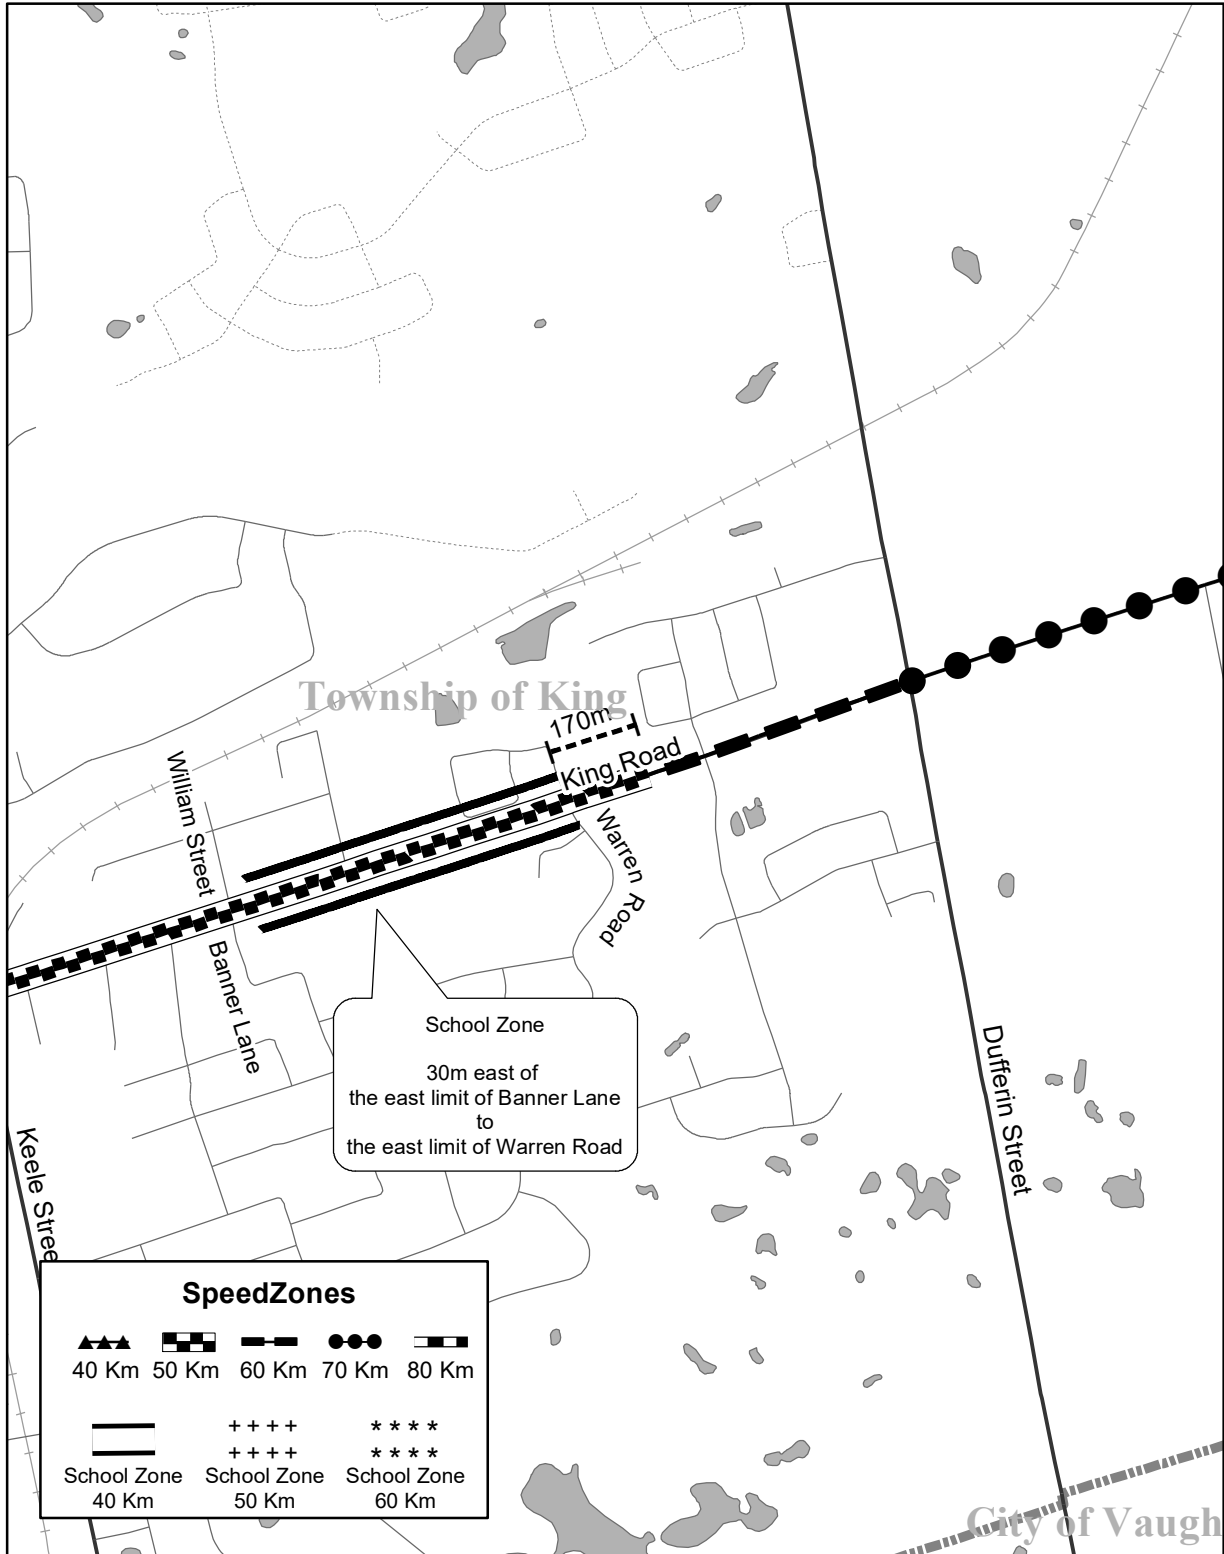 Township of King
170m
King Road
William Street
Warren Road
Banner Lane
School Zone
30m east of
the east limit of Banner Lane
to
the east limit of Warren Road
Dufferin Street
Keele Stree
SpeedZones
40 Km 50 Km 60 Km 70 Km 80 Km
++++ ****
++++ ****
School Zone School Zone School Zone
40 Km 50 Km 60 Km
City of Vaugh